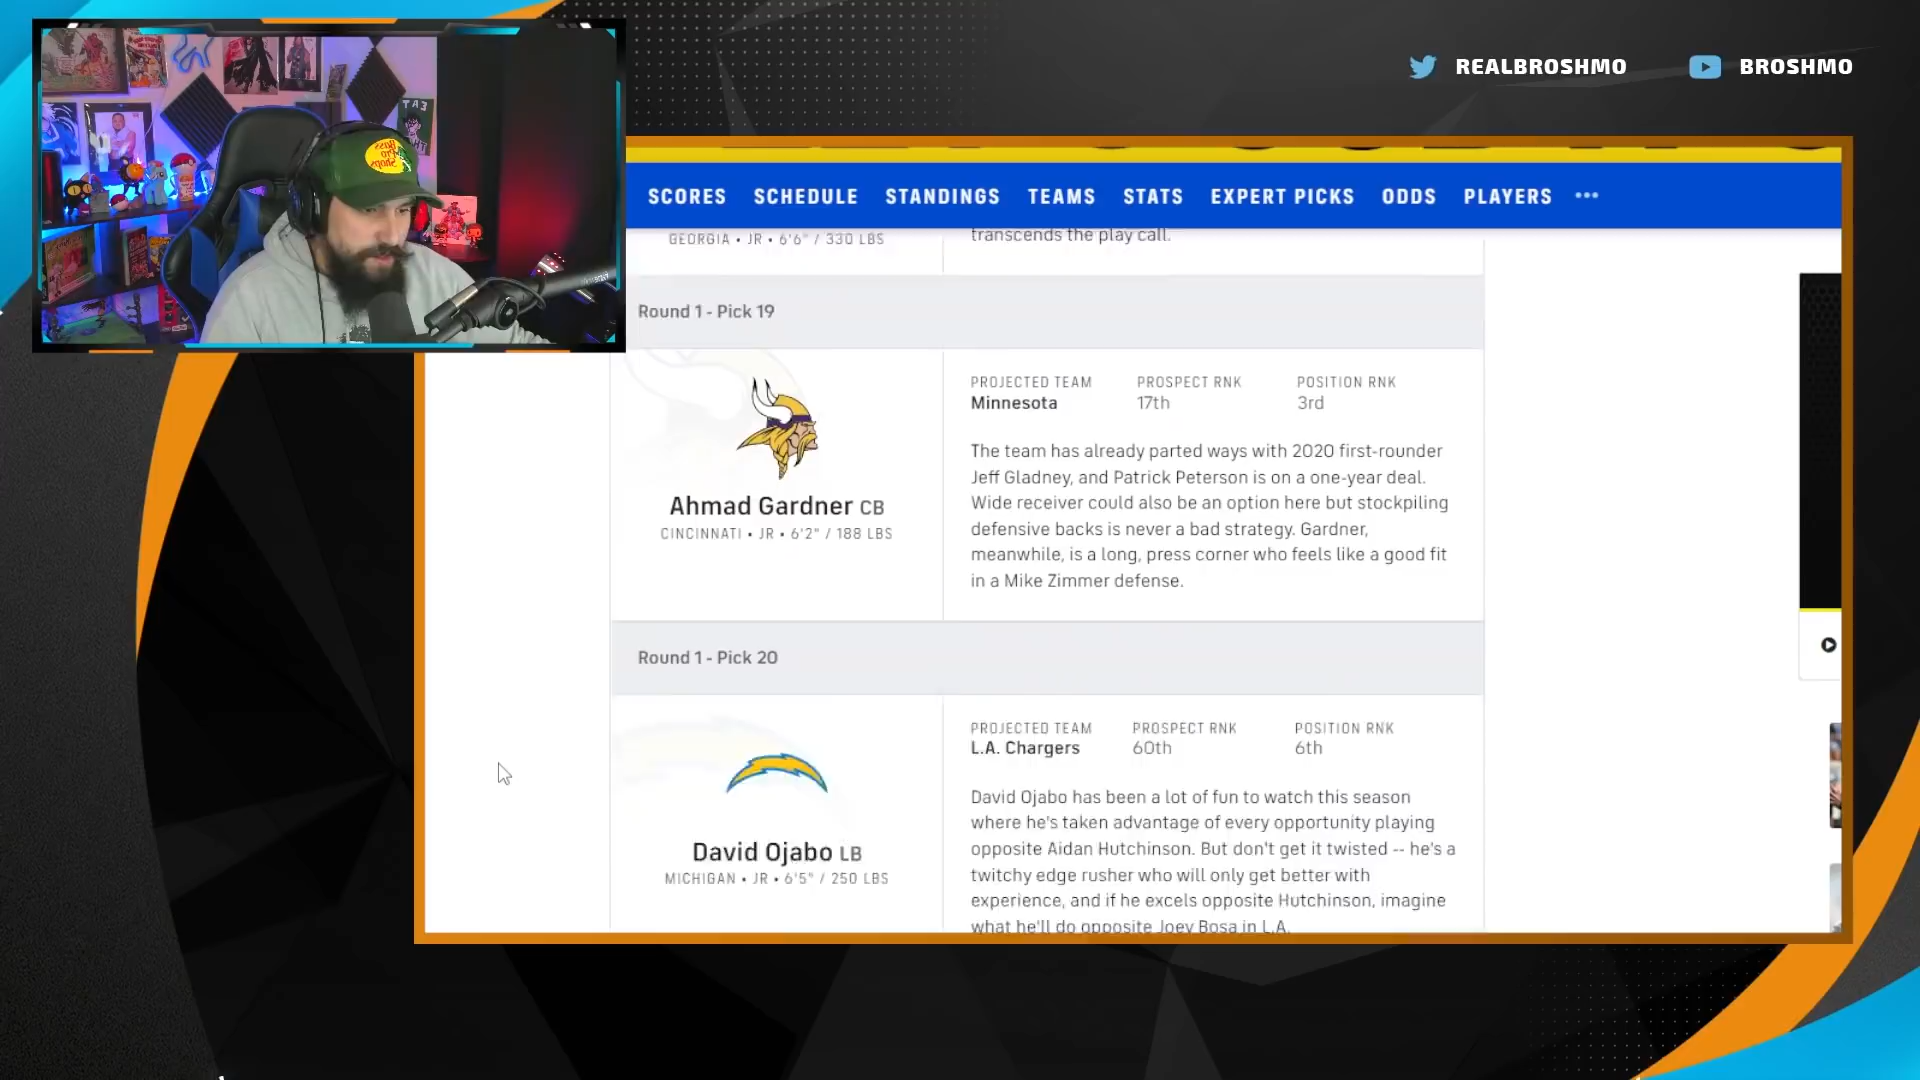 REALBROSHMO
BROSHMO
SCORES SCHEDULE STANDINGS TEAMS STATS EXPERT PICKS ODDS PLAYERS •••
GEORGIA • JR • 6'6" / 330 LBS
transcends the play call.
Round 1 - Pick 19
PROJECTED TEAM PROSPECT RNK POSITION RNK
Minnesota 17th 3rd
Ahmad Gardner CB
CINCINNATI • JR • 6'2" / 188 LBS
The team has already parted ways with 2020 first-rounder
Jeff Gladney, and Patrick Peterson is on a one-year deal.
Wide receiver could also be an option here but stockpiling
defensive backs is never a bad strategy. Gardner,
meanwhile, is a long, press corner who feels like a good fit
in a Mike Zimmer defense.
Round 1 - Pick 20
PROJECTED TEAM PROSPECT RNK POSITION RNK
L.A. Chargers 60th 6th
David Ojabo LB
MICHIGAN • JR • 6'5" / 250 LBS
David Ojabo has been a lot of fun to watch this season
where he's taken advantage of every opportunity playing
opposite Aidan Hutchinson. But don't get it twisted -- he's a
twitchy edge rusher who will only get better with
experience, and if he excels opposite Hutchinson, imagine
what he'll do opposite Joey Bosa in L.A.
Bass
Pro
Shops
EAT